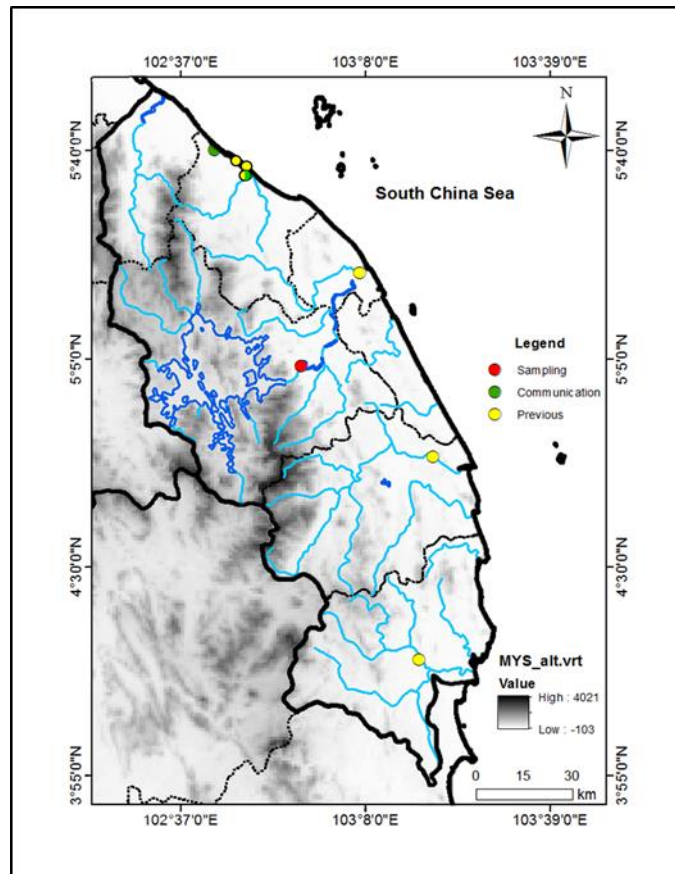 102°37'0"E 103°8'0"E 103°39'0"E
N
5°40'0"N 5°40'0"N
South China Sea
5°5'0"N 5°5'0"N
Legend
Sampling
Communication
Previous
4°30'0"N 4°30'0"N
MYS_alt.vrt
Value
High : 4021
Low : -103
3°55'0"N 3°55'0"N
0 15 30
km
102°37'0"E 103°8'0"E 103°39'0"E